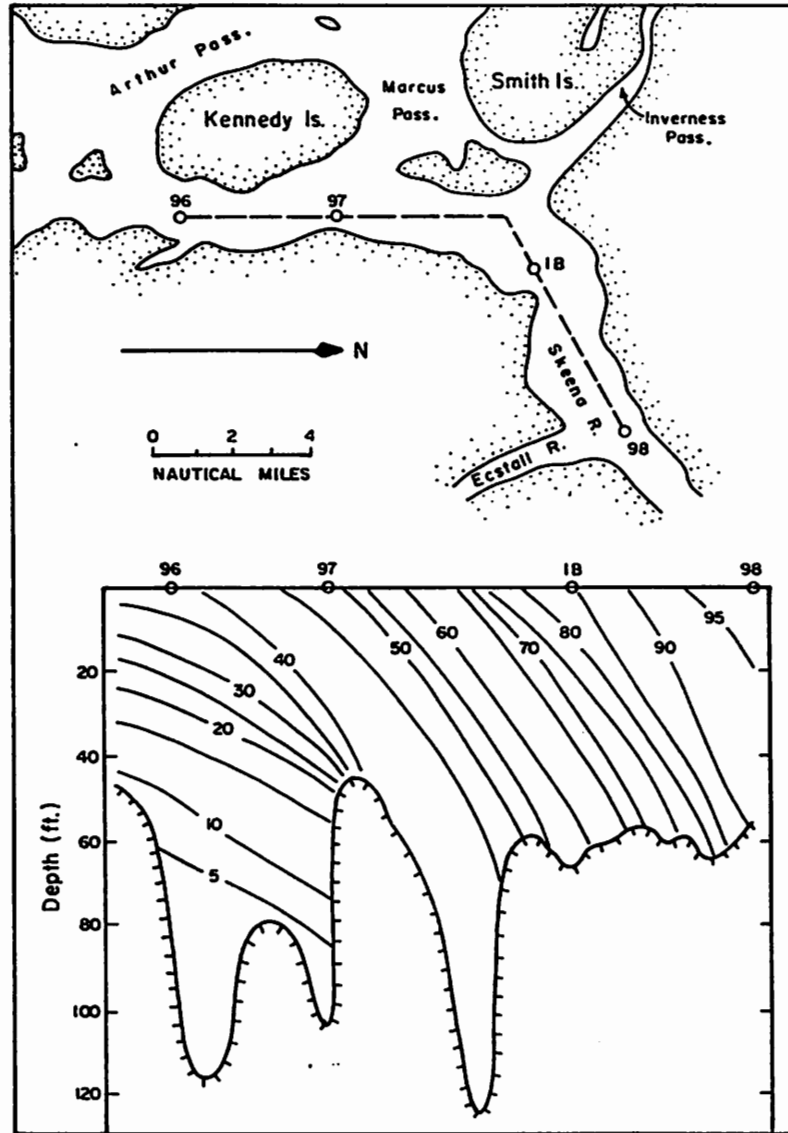 Arthur Pass.
Marcus
Pass.
Smith Is.
Kennedy Is.
Inverness
Pass.
96
97
1B
N
Skeena R.
98
Ecstall R.
0 2 4
NAUTICAL MILES
96 97 1B 98
95
40
60
80
50
70
90
30
20
10
5
Depth (ft.)
20
40
60
80
100
120